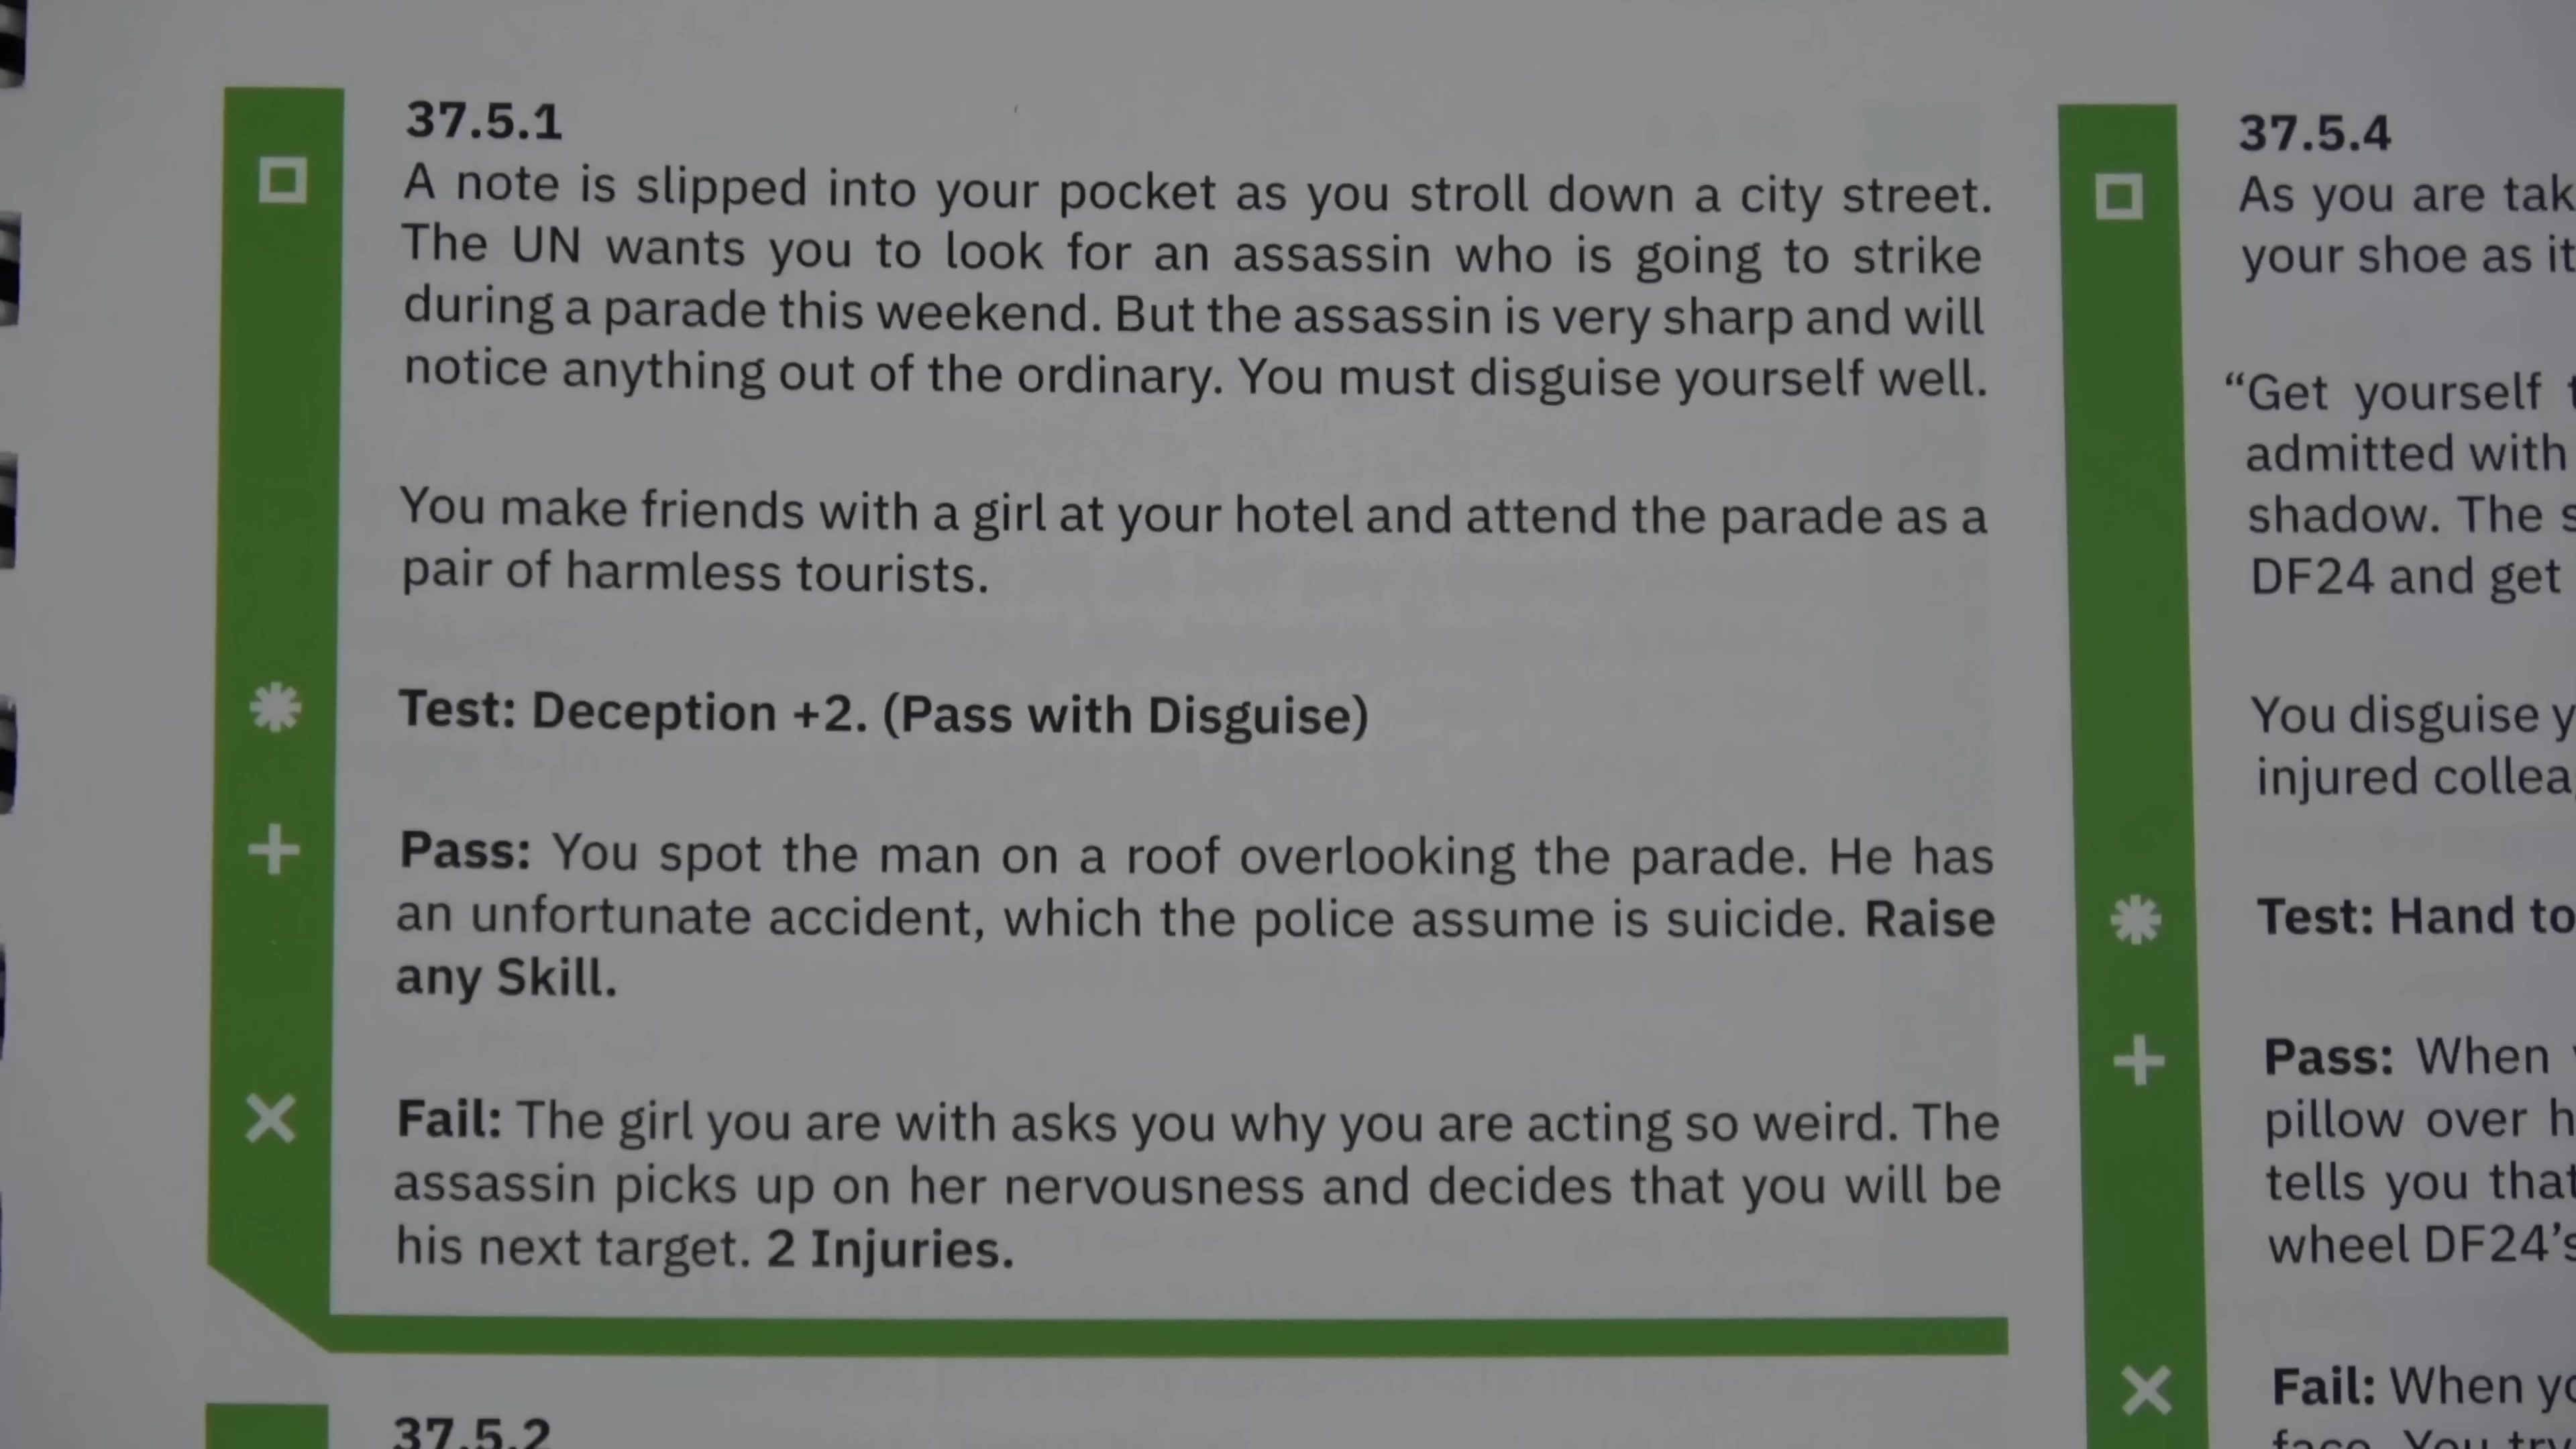 37.5.1
A note is slipped into your pocket as you stroll down a city street.
The UN wants you to look for an assassin who is going to strike
during a parade this weekend. But the assassin is very sharp and will
notice anything out of the ordinary. You must disguise yourself well.
You make friends with a girl at your hotel and attend the parade as a
pair of harmless tourists.
Test: Deception +2. (Pass with Disguise)
Pass: You spot the man on a roof overlooking the parade. He has
an unfortunate accident, which the police assume is suicide. Raise
any Skill.
Fail: The girl you are with asks you why you are acting so weird. The
assassin picks up on her nervousness and decides that you will be
his next target. 2 Injuries.
37.5.2
37.5.4
As you are
your shoe as it
“Get yourself
admitted with
shadow. The
DF24 and get
You disguise
injured
Test: Hand to
Pass: When
pillow over
tells you that
wheel DF24’s
Fail: When
face. You try